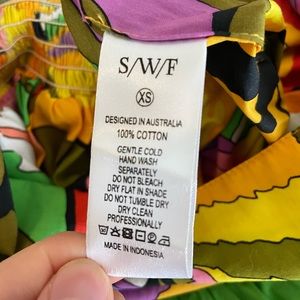 S/W/F
XS
DESIGNED IN AUSTRALIA
100% COTTON
GENTLE COLD
HAND WASH
SEPARATELY
DO NOT BLEACH
DRY FLAT IN SHADE
DO NOT TUMBLE DRY
DRY CLEAN
PROFESSIONALLY
MADE IN INDONESIA